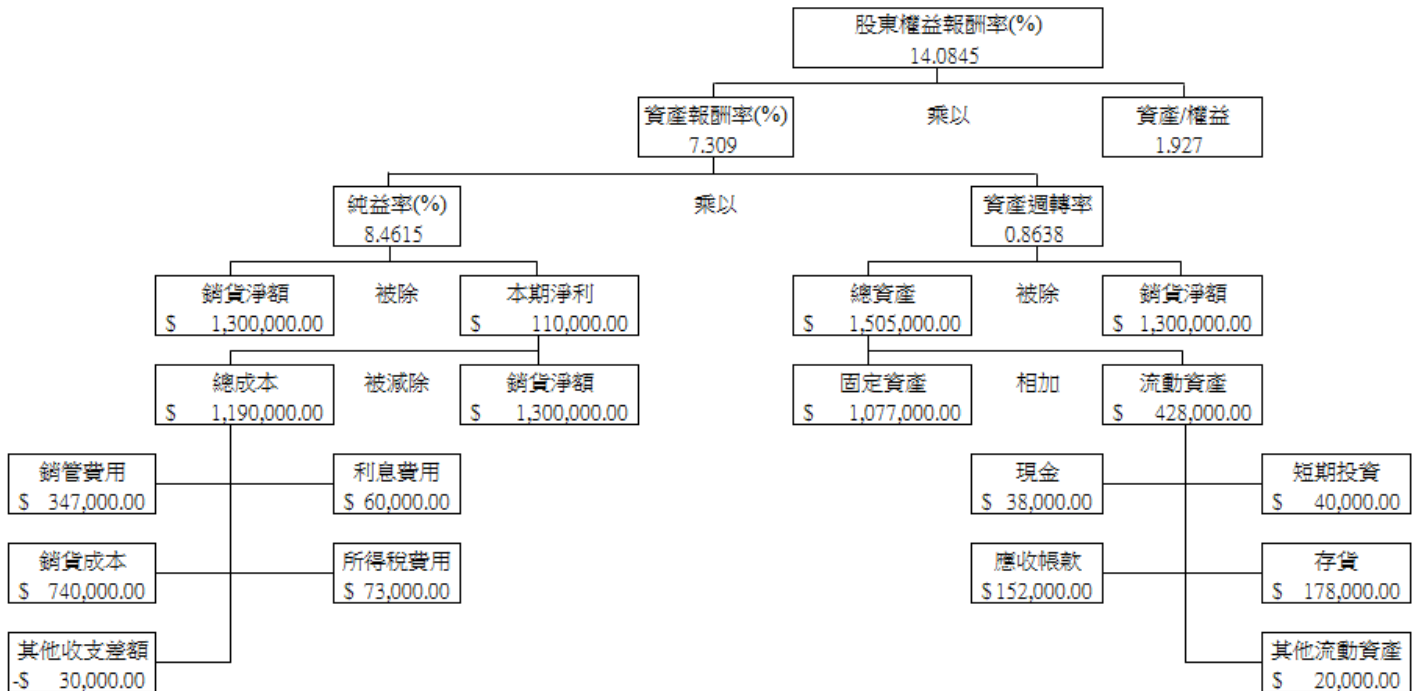 股東權益報酬率(%)
14.0845
資產報酬率(%)
7.309
乘以
資產/權益
1.927
純益率(%)
8.4615
乘以
資產週轉率
0.8638
銷貨淨額
$ 1,300,000.00
被除
本期淨利
$ 110,000.00
總資產
$ 1,505,000.00
被除
銷貨淨額
$ 1,300,000.00
總成本
$ 1,190,000.00
被減除
銷貨淨額
$ 1,300,000.00
固定資產
$ 1,077,000.00
相加
流動資產
$ 428,000.00
銷管費用
$ 347,000.00
利息費用
$ 60,000.00
現金
$ 38,000.00
短期投資
$ 40,000.00
銷貨成本
$ 740,000.00
所得稅費用
$ 73,000.00
應收帳款
$152,000.00
存貨
$ 178,000.00
其他收支差額
-$ 30,000.00
其他流動資產
$ 20,000.00